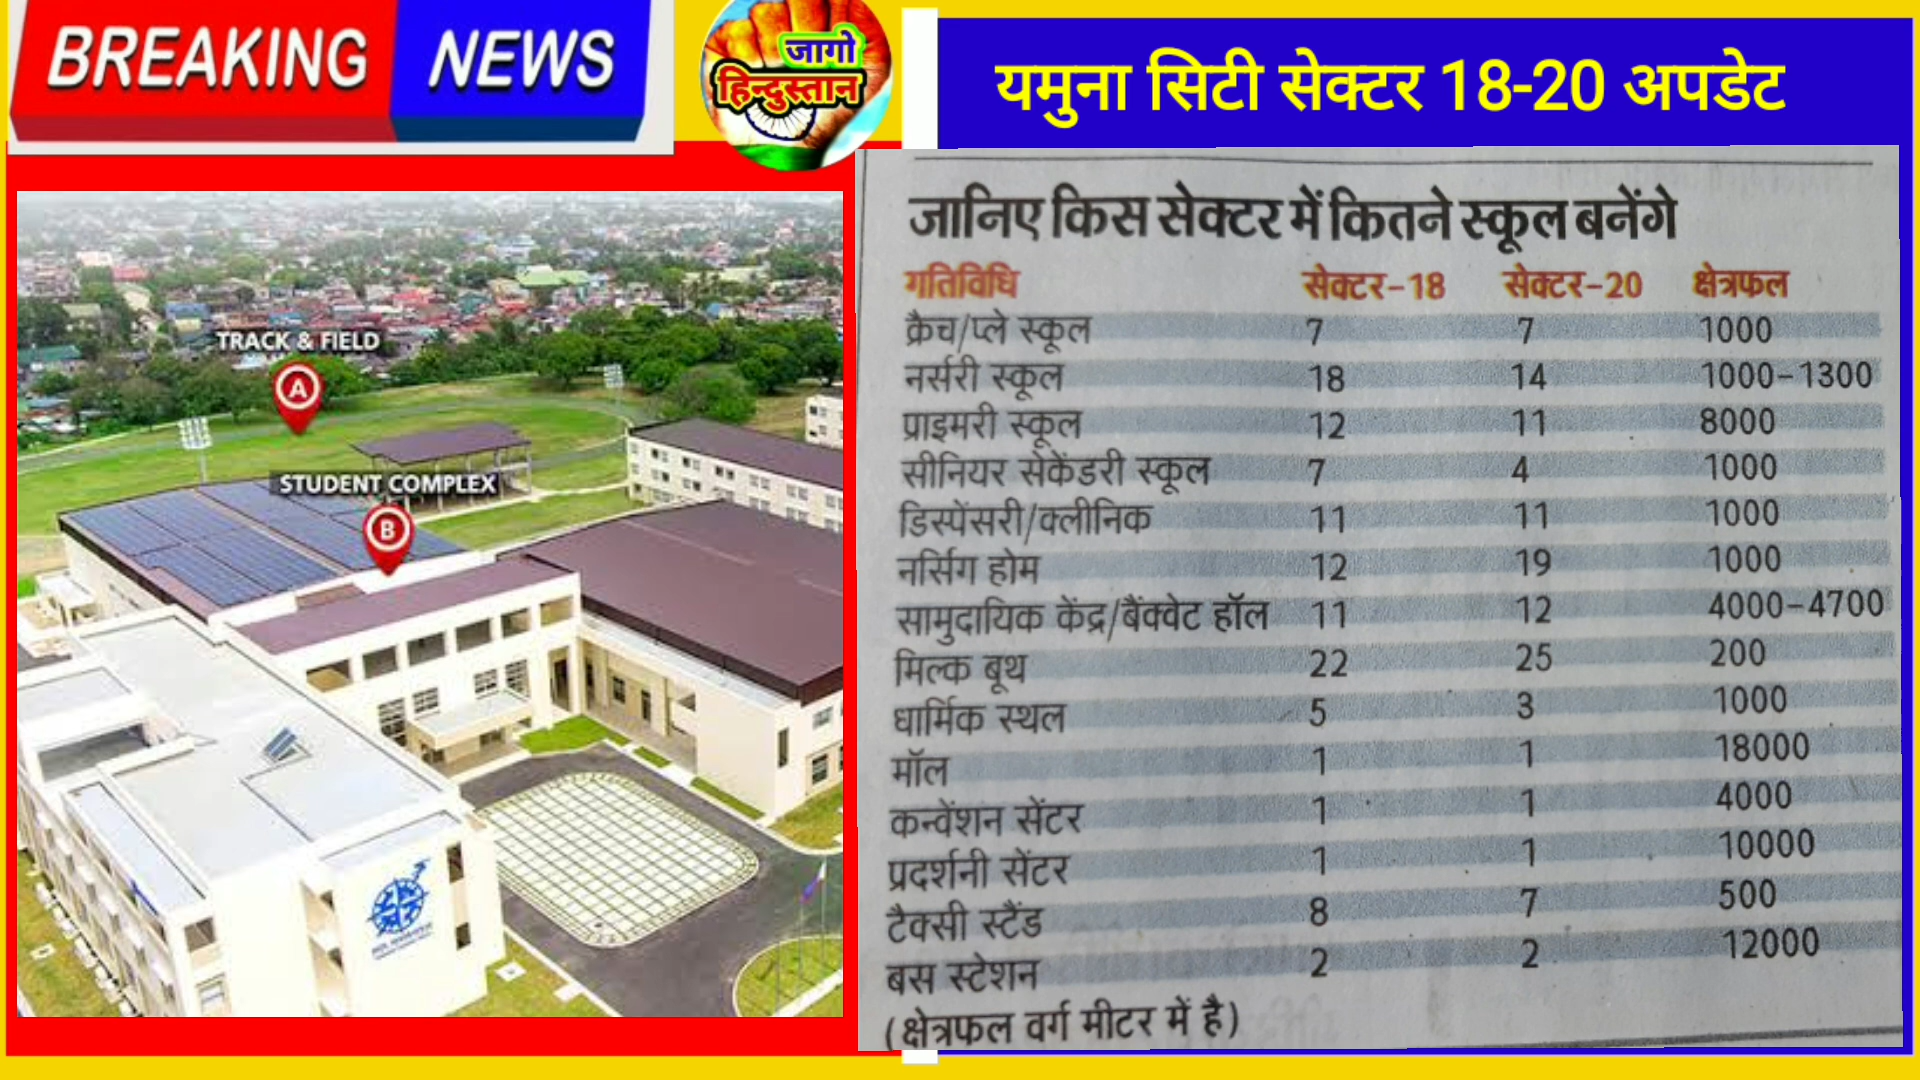 BREAKING NEWS
जागो
हिन्दुस्तान
यमुना सिटी सेक्टर 18-20 अपडेट
TRACK & FIELD
A
STUDENT COMPLEX
B
जानिए किस सेक्टर में कितने स्कूल बनेंगे
गतिविधि सेक्टर-18 सेक्टर-20 क्षेत्रफल
क्रैच/प्ले स्कूल 7 7 1000
नर्सरी स्कूल 18 14 1000-1300
प्राइमरी स्कूल 12 11 8000
सीनियर सेकेंडरी स्कूल 7 4 1000
डिस्पेंसरी/क्लीनिक 11 11 1000
नर्सिग होम 12 19 1000
सामुदायिक केंद्र/बैंक्वेट हॉल 11 12 4000-4700
मिल्क बूथ 22 25 200
धार्मिक स्थल 5 3 1000
मॉल 1 1 18000
कन्वेंशन सेंटर 1 1 4000
प्रदर्शनी सेंटर 1 1 10000
टैक्सी स्टैंड 8 7 500
बस स्टेशन 2 2 12000
(क्षेत्रफल वर्ग मीटर में है)